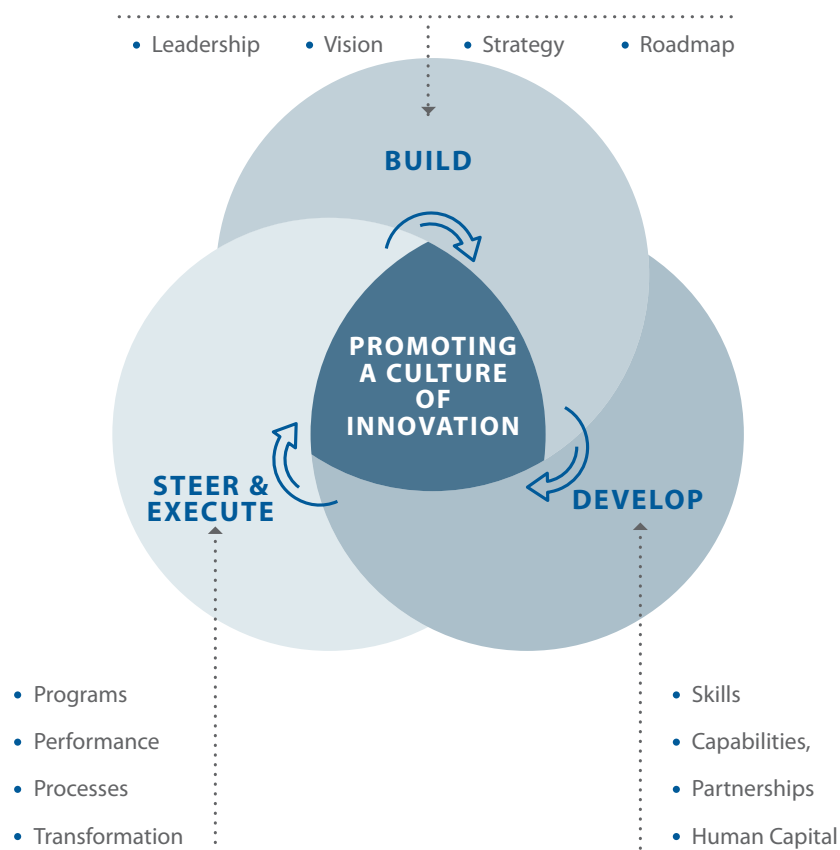 • Leadership • Vision • Strategy • Roadmap
BUILD
PROMOTING
A CULTURE
OF
INNOVATION
STEER &
EXECUTE
DEVELOP
• Programs
• Performance
• Processes
• Transformation
• Skills
• Capabilities,
• Partnerships
• Human Capital